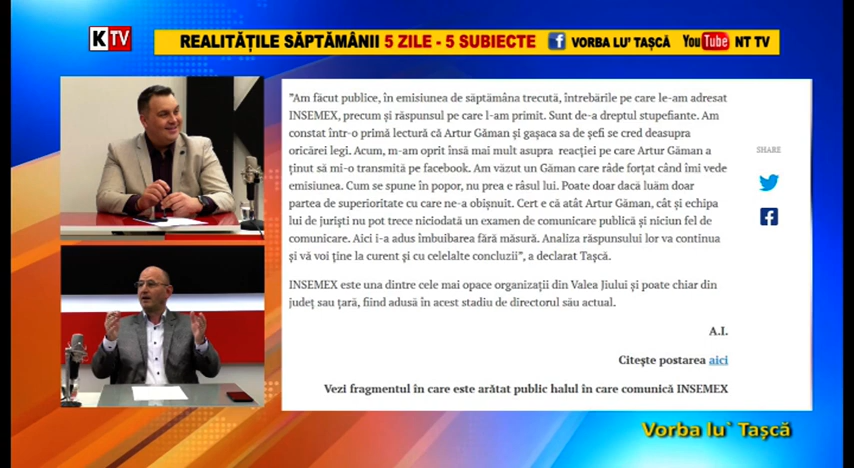 KTV
REALITĂȚILE SĂPTĂMÂNII 5 ZILE - 5 SUBIECTE f VORBA LU' TAȘCĂ YouTube NT TV
"Am făcut publice, în emisiunea de săptămâna trecută, întrebările pe care le-am adresat
INSEMEX, precum și răspunsul pe care l-am primit. Sunt de-a dreptul stupefiante. Am
constat într-o primă lectură că Artur Găman și gașaca sa de șefi se cred deasupra
oricărei legi. Acum, m-am oprit însă mai mult asupra reacției pe care Artur Găman a
ținut să mi-o transmită pe facebook. Am văzut un Găman care râde forțat când îmi vede
emisiunea. Cum se spune în popor, nu prea e râsul lui. Poate doar dacă luăm doar
partea de superioritate cu care ne-a obișnuit. Cert e că atât Artur Găman, cât și echipa
lui de juriști nu pot trece niciodată un examen de comunicare publică și niciun fel de
comunicare. Aici i-a adus îmbuibarea fără măsură. Analiza răspunsului lor va continua
și vă voi ține la curent și cu celelalte concluzii", a declarat Tașcă.
INSEMEX este una dintre cele mai opace organizații din Valea Jiului și poate chiar din
județ sau țară, fiind adusă în acest stadiu de directorul său actual.
A.I.
Citește postarea aici
Vezi fragmentul în care este arătat public halul în care comunică INSEMEX
SHARE
Vorba lu` Tașcă